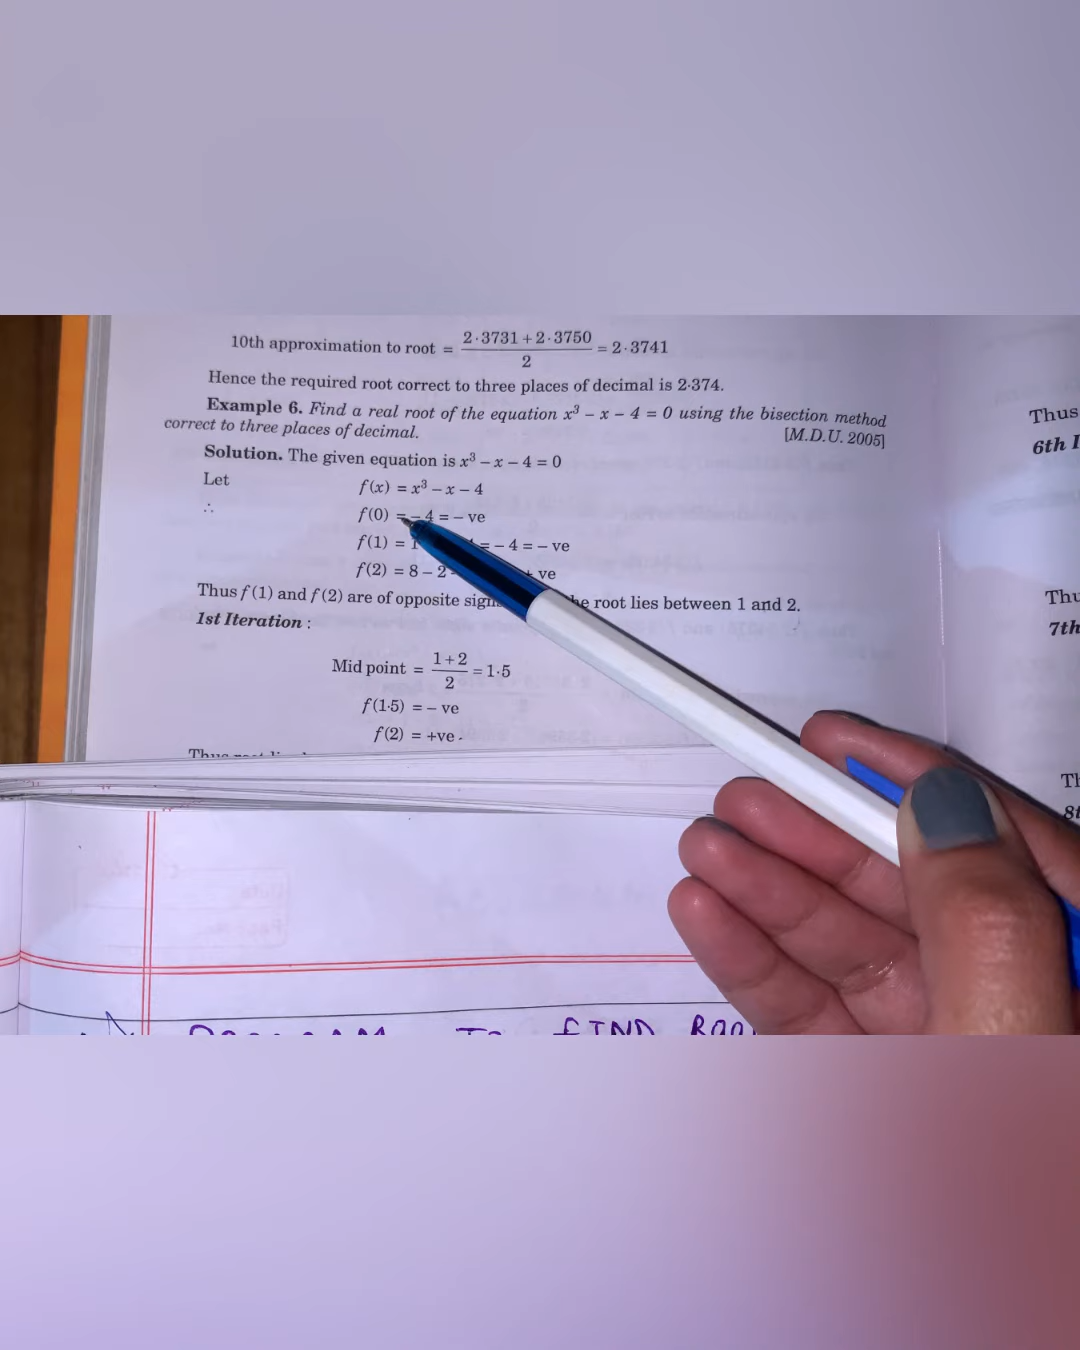 10th approximation to root = 2·3731 + 2·3750 / 2 = 2·3741
Hence the required root correct to three places of decimal is 2·374.
Example 6. Find a real root of the equation x³ – x – 4 = 0 using the bisection method
correct to three places of decimal. [M.D.U. 2005]
Solution. The given equation is x³ – x – 4 = 0
Let f(x) = x³ – x – 4
∴ f(0) = – 4 = – ve
f(1) = 1 = – 4 = – ve
f(2) = 8 – 2 ve
Thus f(1) and f(2) are of opposite root lies between 1 and 2.
1st Iteration :
Mid point = 1 + 2 / 2 = 1·5
f(1·5) = – ve
f(2) = +ve
Thus
6th
Thu
7th
Th
8t
TO FIND